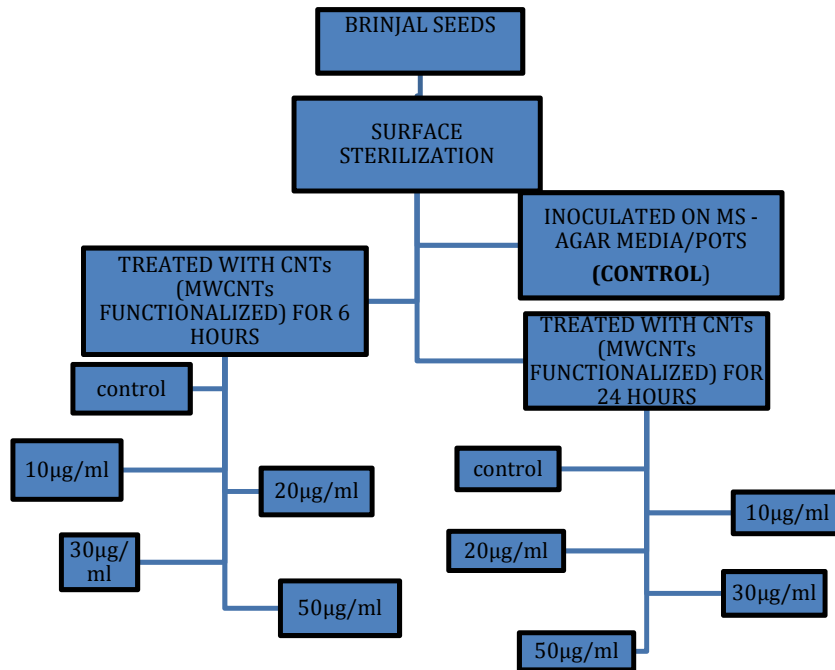 BRINJAL SEEDS
SURFACE
STERILIZATION
INOCULATED ON MS -
AGAR MEDIA/POTS
(CONTROL)
TREATED WITH CNTs
(MWCNTs
FUNCTIONALIZED) FOR 6
HOURS
control
10µg/ml
20µg/ml
30µg/
ml
50µg/ml
TREATED WITH CNTs
(MWCNTs
FUNCTIONALIZED) FOR
24 HOURS
control
10µg/ml
20µg/ml
30µg/ml
50µg/ml